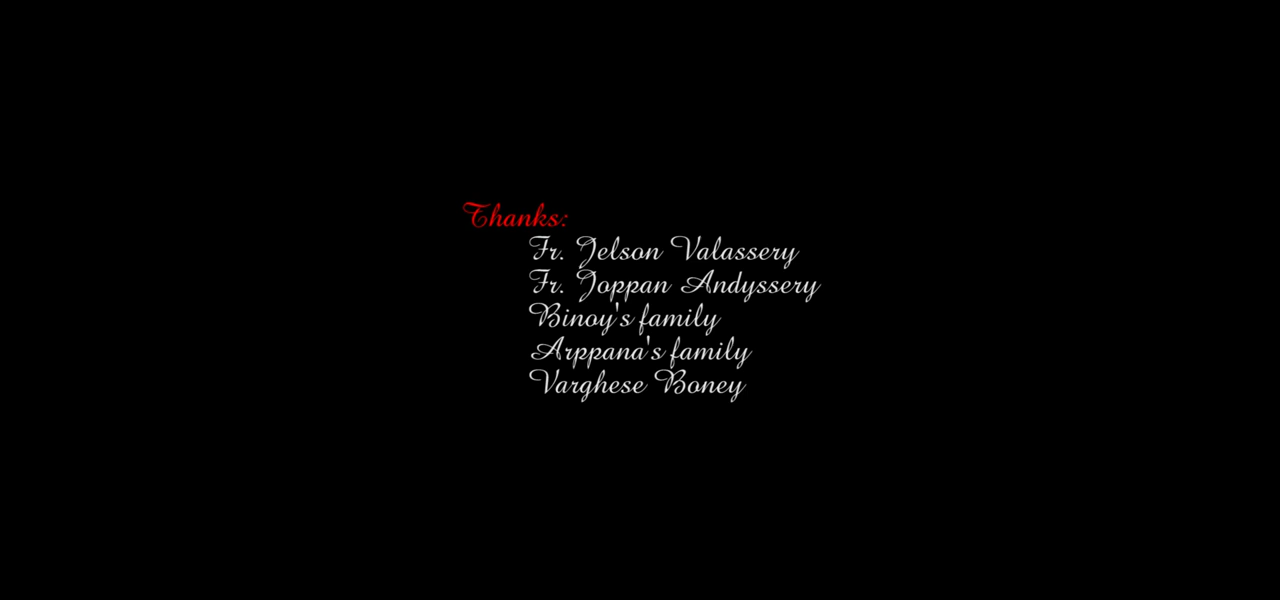 Thanks:
Fr. Jelson Valassery
Fr. Joppan Andyssery
Binoy's family
Arppana's family
Varghese Boney